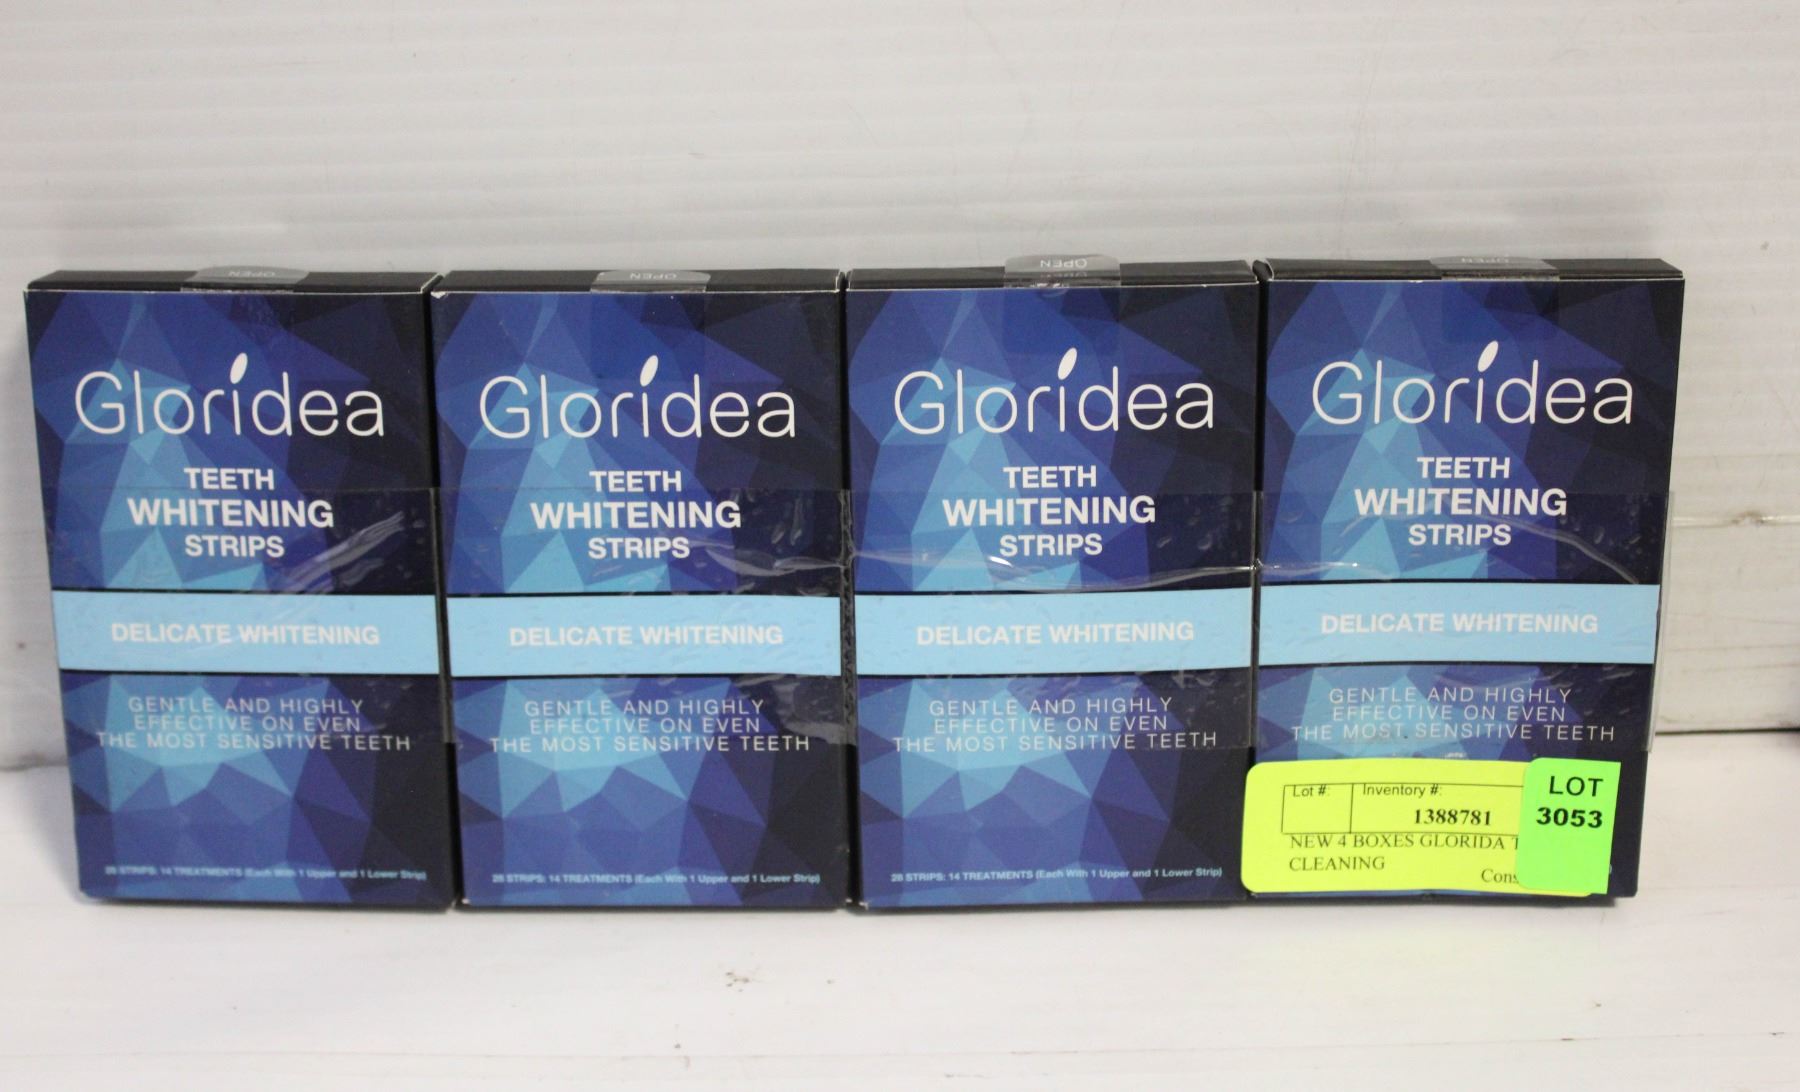 OPEN
Gloridea
TEETH
WHITENING
STRIPS
DELICATE WHITENING
GENTLE AND HIGHLY
EFFECTIVE ON EVEN
THE MOST SENSITIVE TEETH
28 STRIPS: 14 TREATMENTS (Each With 1 Upper and 1 Lower Strip)
OPEN
Gloridea
TEETH
WHITENING
STRIPS
DELICATE WHITENING
GENTLE AND HIGHLY
EFFECTIVE ON EVEN
THE MOST SENSITIVE TEETH
28 STRIPS: 14 TREATMENTS (Each With 1 Upper and 1 Lower Strip)
OPEN
Gloridea
TEETH
WHITENING
STRIPS
DELICATE WHITENING
GENTLE AND HIGHLY
EFFECTIVE ON EVEN
THE MOST SENSITIVE TEETH
28 STRIPS: 14 TREATMENTS (Each With 1 Upper and 1 Lower Strip)
OPEN
Gloridea
TEETH
WHITENING
STRIPS
DELICATE WHITENING
GENTLE AND HIGHLY
EFFECTIVE ON EVEN
THE MOST SENSITIVE TEETH
Lot #: Inventory #:
1388781
NEW 4 BOXES GLORIDA
CLEANING
LOT
3053